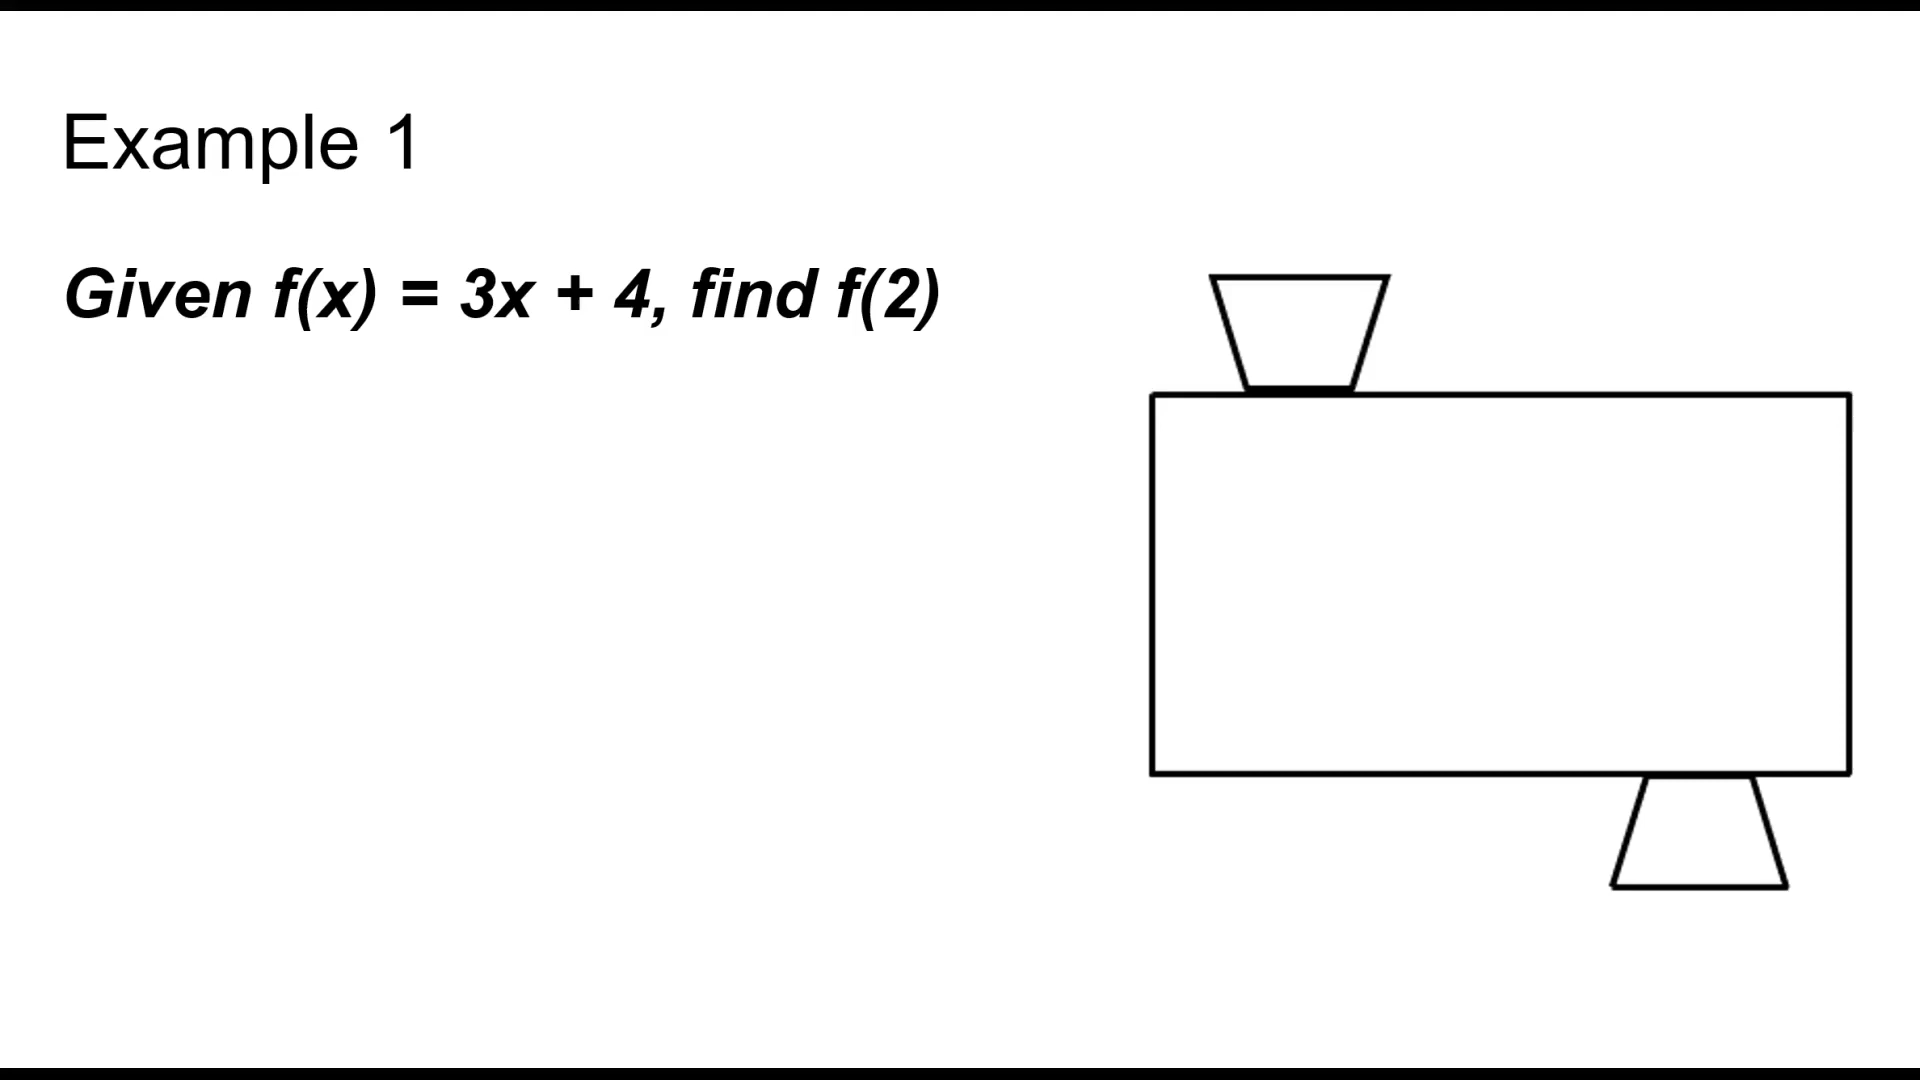 Example 1
Given f(x) = 3x + 4, find f(2)